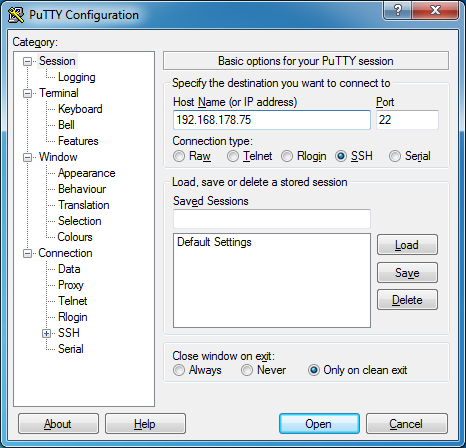 PuTTY Configuration
?
Category:
Session
Logging
Terminal
Keyboard
Bell
Features
Window
Appearance
Behaviour
Translation
Selection
Colours
Connection
Data
Proxy
Telnet
Rlogin
SSH
Serial
Basic options for your PuTTY session
Specify the destination you want to connect to
Host Name (or IP address) Port
192.168.178.75 22
Connection type:
Raw Telnet Rlogin SSH Serial
Load, save or delete a stored session
Saved Sessions
Default Settings
Load
Save
Delete
Close window on exit:
Always Never Only on clean exit
About Help Open Cancel